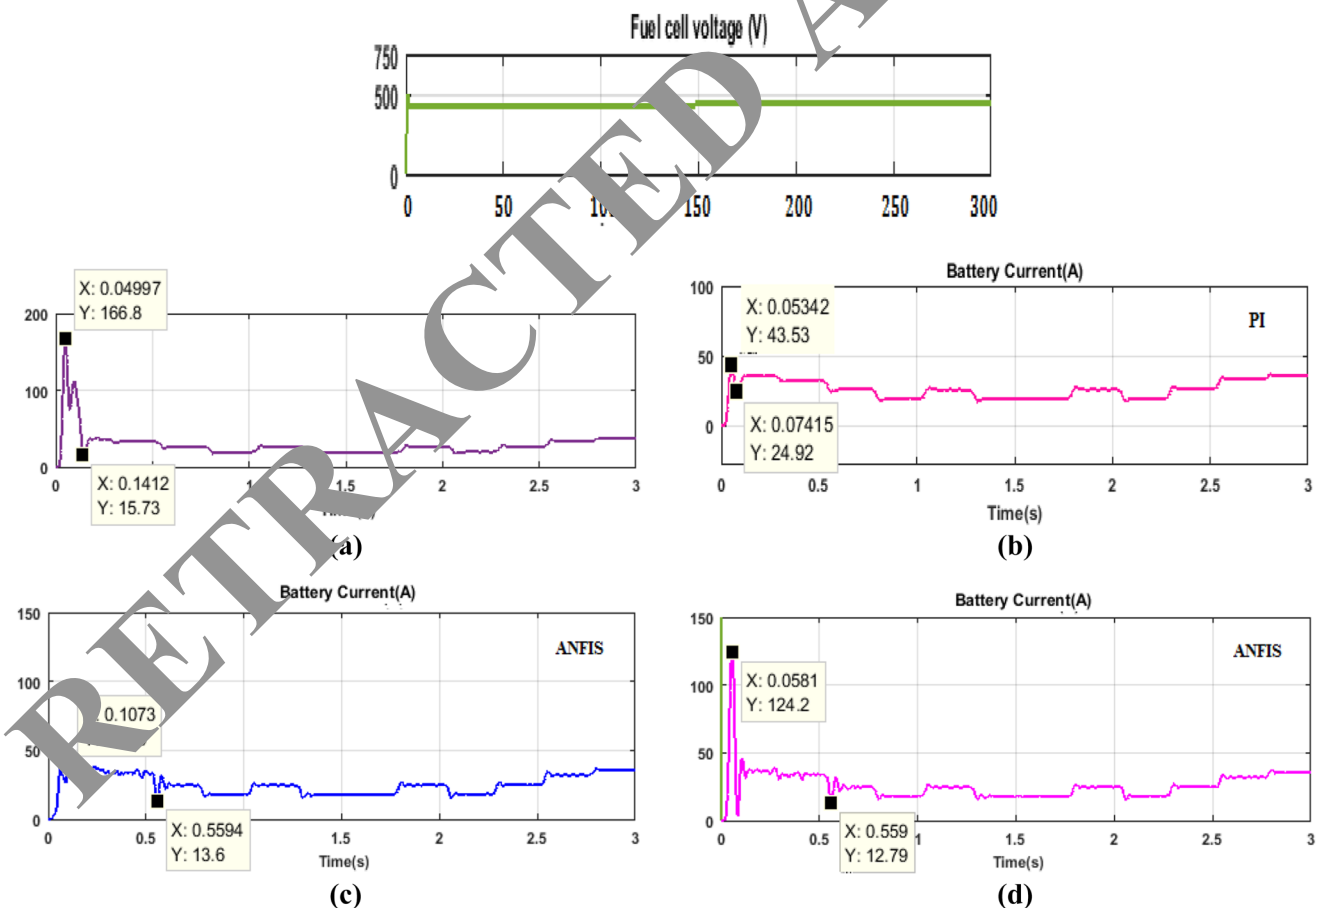 Fuel cell voltage (V)
750
500
0
0 50 150 200 250 300
RETRACTED A
X: 0.04997
Y: 166.8
200
100
0
0 1 1.5 2 2.5 3
X: 0.1412
Y: 15.73
(a)
Battery Current(A)
100
50
0
X: 0.05342
Y: 43.53
PI
X: 0.07415
Y: 24.92
0 0.5 1 1.5 2 2.5 3
Time(s)
(b)
Battery Current(A)
150
100
50
0
ANFIS
0.1073
X: 0.5594
Y: 13.6
0 0.5 1.5 2 2.5 3
Time(s)
(c)
Battery Current(A)
150
100
50
0
ANFIS
X: 0.0581
Y: 124.2
X: 0.559
Y: 12.79
0 0.5 1 1.5 2 2.5 3
Time(s)
(d)